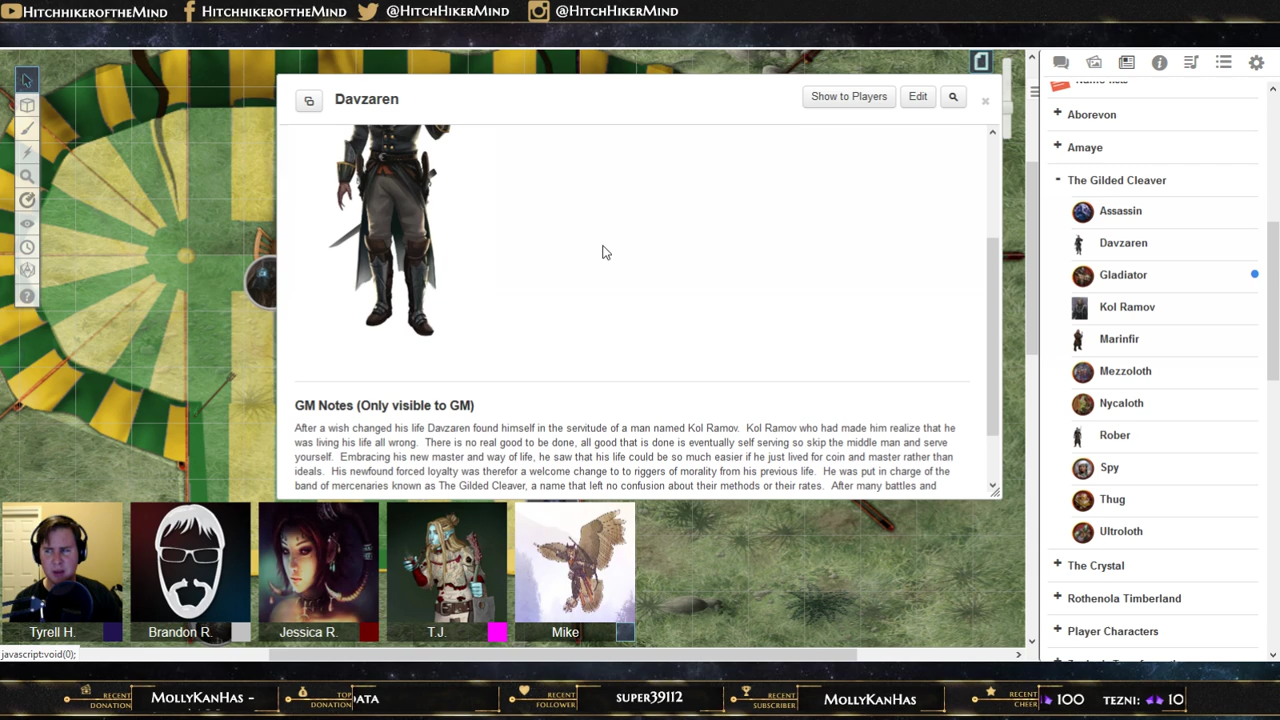 HitchhikeroftheMind
HitchhikeroftheMind
@HitchHikerMind
@HitchHikerMind
Davzaren
Show to Players
Edit
GM Notes (Only visible to GM)
After a wish changed his life Davzaren found himself in the servitude of a man named Kol Ramov. Kol Ramov who had made him realize that he
was living his life all wrong. There is no real good to be done, all good that is done is eventually self serving so skip the middle man and serve
yourself. Embracing his new master and way of life, he saw that his life could be so much easier if he just lived for coin and master rather than
ideals. His newfound forced loyalty was therefor a welcome change to to riggers of morality from his previous life. He was put in charge of the
band of mercenaries known as The Gilded Cleaver, a name that left no confusion about their methods or their rates. After many battles and
Aborevon
Amaye
The Gilded Cleaver
Assassin
Davzaren
Gladiator
Kol Ramov
Marinfir
Mezzoloth
Nycaloth
Rober
Spy
Thug
Ultroloth
The Crystal
Rothenola Timberland
Player Characters
Tyrell H.
Brandon R.
Jessica R.
T.J.
Mike
javascript:void(0);
RECENT
DONATION
MollyKanHas -
TOP
DONATION
ATA
RECENT
FOLLOWER
super39112
RECENT
SUBSCRIBER
MollyKanHas
RECENT
CHEER
100
Tezni:
10